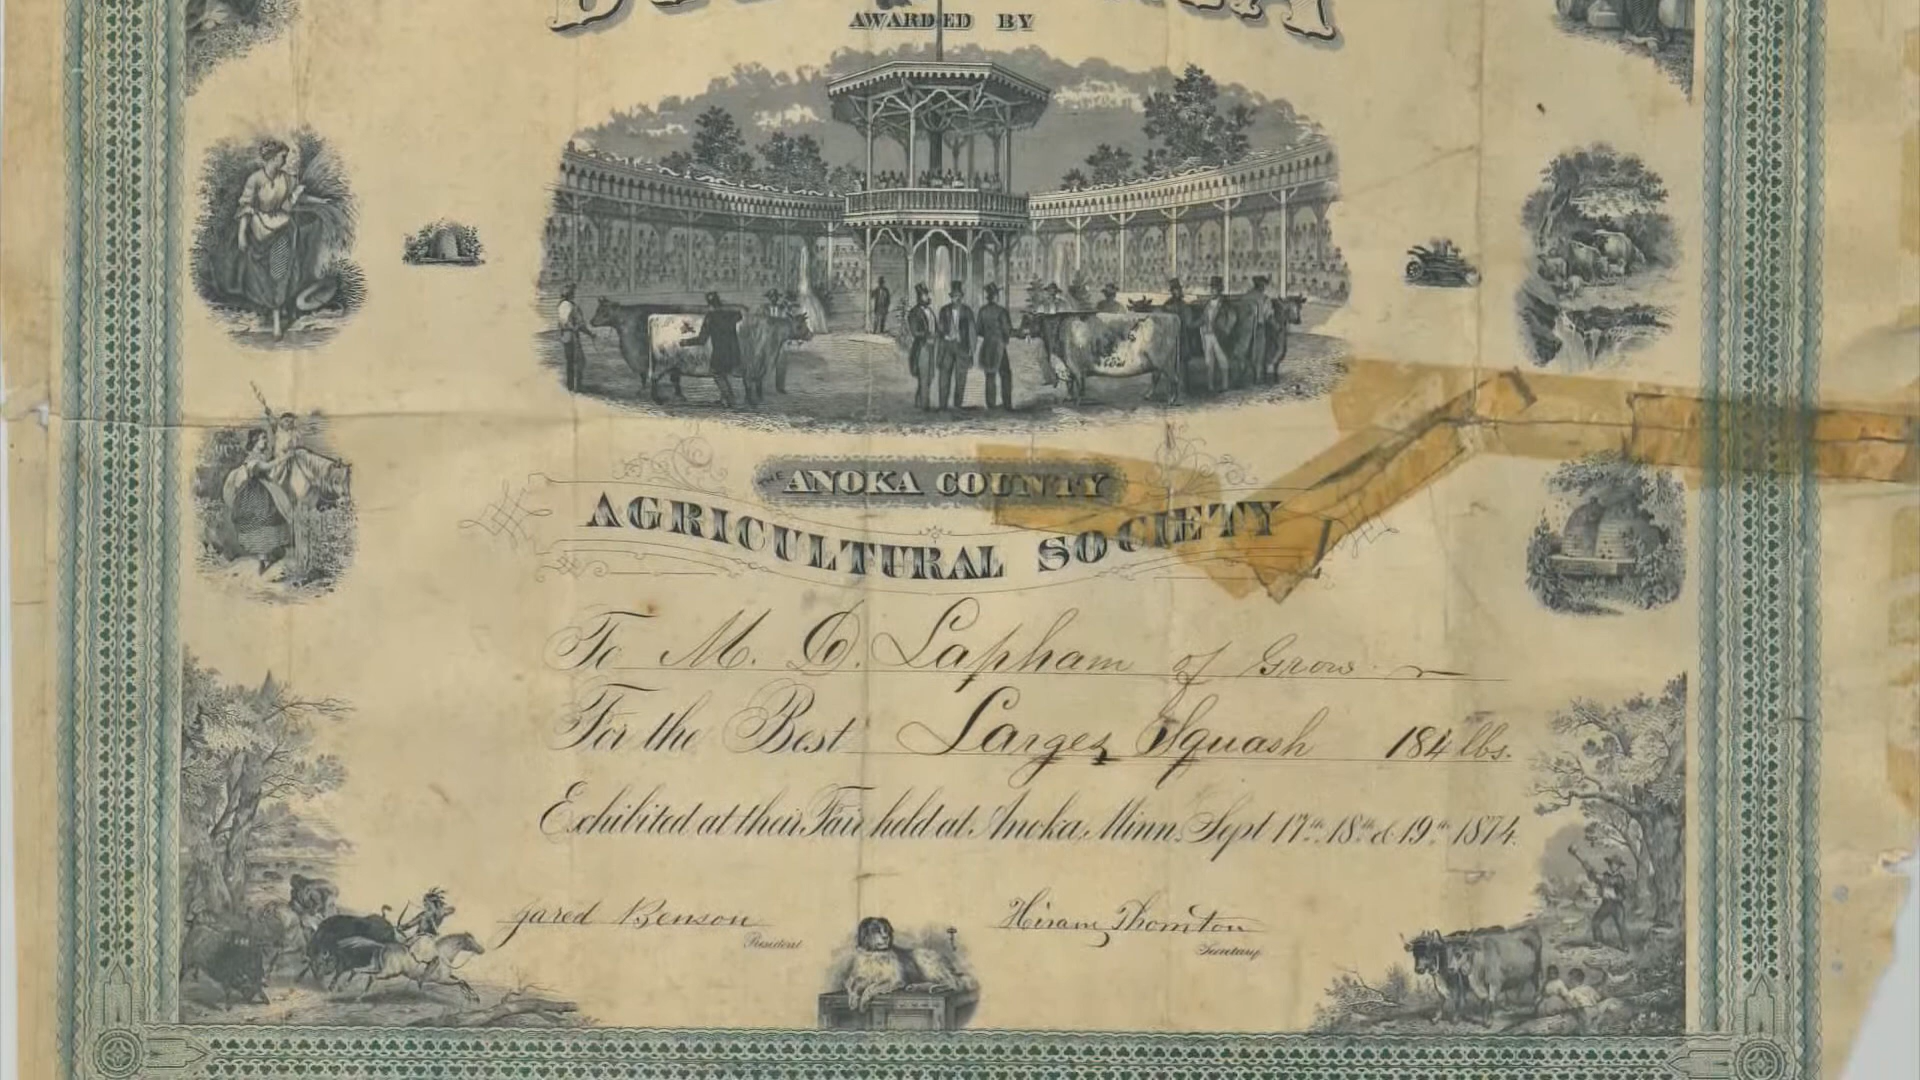 AWARDED BY
THE ANOKA COUNTY
AGRICULTURAL SOCIETY
To M. D. Lapham of Grow
For the Best Larges Squash 184 lbs.
Exhibited at their Fair held at Anoka, Minn. Sept 17th. 18th. & 19th. 1874.
Jared Benson Hiram Thornton
President Secretary